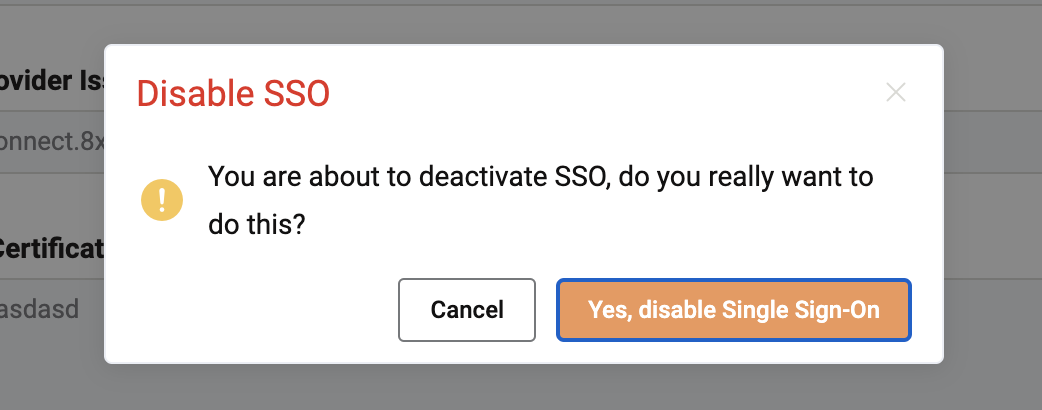 ovider Iss
Disable SSO
onnect.8x
You are about to deactivate SSO, do you really want to
do this?
Certificat
asdasd
Cancel
Yes, disable Single Sign-On